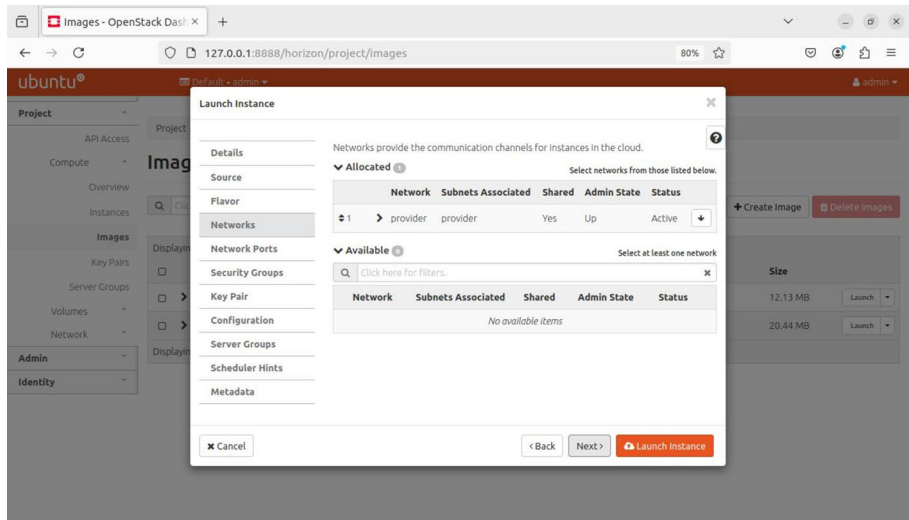 Images - OpenStack Dash
127.0.0.1:8888/horizon/project/images
80%
ubuntu®
Default • admin
admin
Launch Instance
Project
API Access
Compute
Overview
Instances
Images
Key Pairs
Server Groups
Volumes
Network
Admin
Identity
Project
Imag
Clic
Displayin
Displayin
Details
Source
Flavor
Networks
Network Ports
Security Groups
Key Pair
Configuration
Server Groups
Scheduler Hints
Metadata
Networks provide the communication channels for instances in the cloud.
Allocated 1
Select networks from those listed below.
Network Subnets Associated Shared Admin State Status
1 provider provider Yes Up Active
Available 0
Select at least one network
Click here for filters.
Network Subnets Associated Shared Admin State Status
No available items
Cancel
Back
Next
Launch Instance
Create Image
Delete Images
Size
12.13 MB Launch
20.44 MB Launch